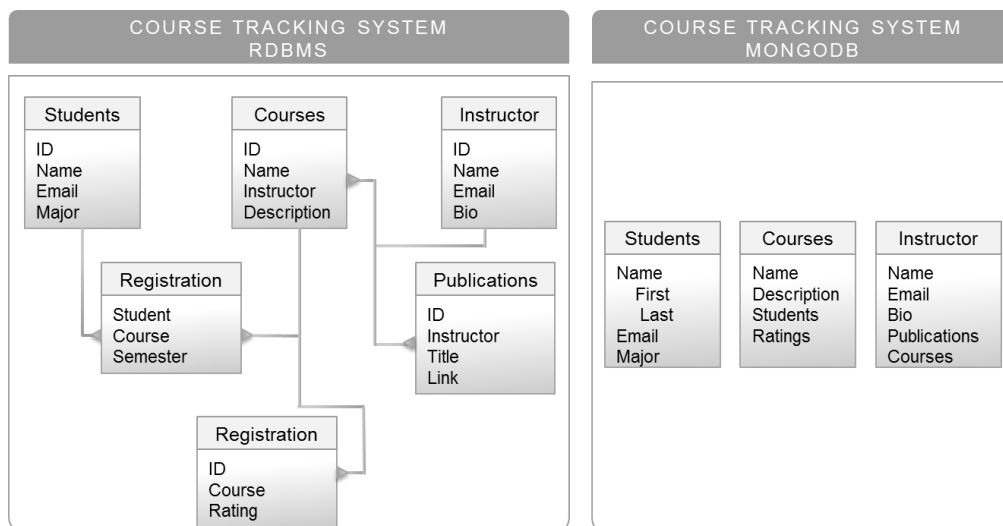 COURSE TRACKING SYSTEM
RDBMS
Students
ID
Name
Email
Major
Courses
ID
Name
Instructor
Description
Instructor
ID
Name
Email
Bio
Registration
Student
Course
Semester
Publications
ID
Instructor
Title
Link
Registration
ID
Course
Rating
COURSE TRACKING SYSTEM
MONGODB
Students
Name
First
Last
Email
Major
Courses
Name
Description
Students
Ratings
Instructor
Name
Email
Bio
Publications
Courses